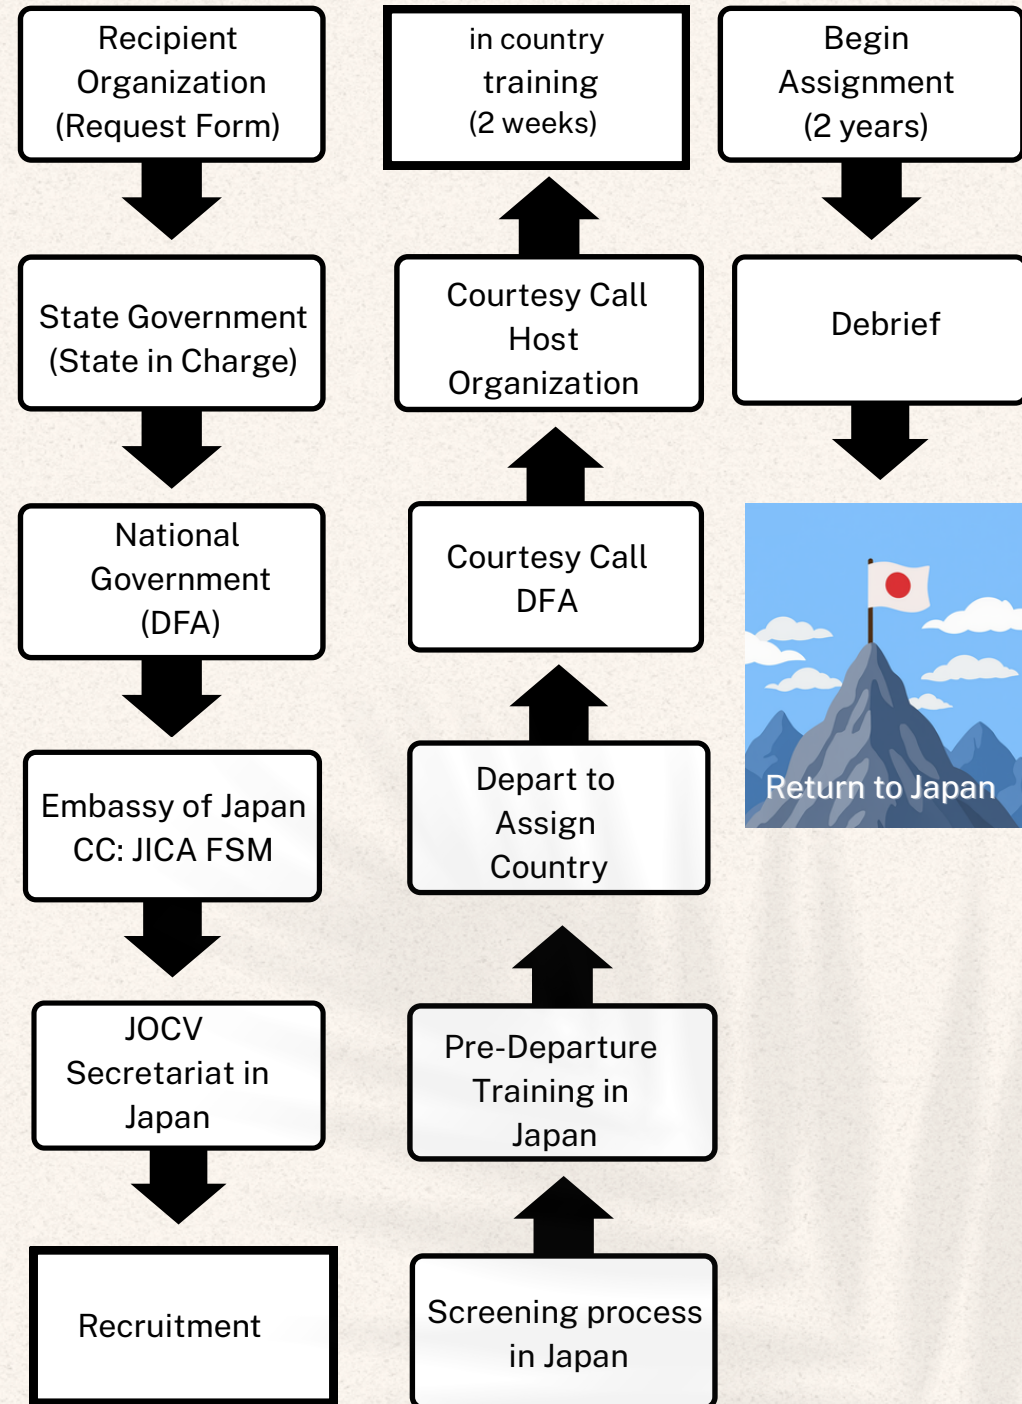 Recipient
Organization
(Request Form)
State Government
(State in Charge)
National
Government
(DFA)
Embassy of Japan
CC: JICA FSM
JOCV
Secretariat in
Japan
Recruitment
Screening process
in Japan
Pre-Departure
Training in
Japan
Depart to
Assign
Country
Courtesy Call
DFA
Courtesy Call
Host
Organization
in country
training
(2 weeks)
Begin
Assignment
(2 years)
Debrief
Return to Japan